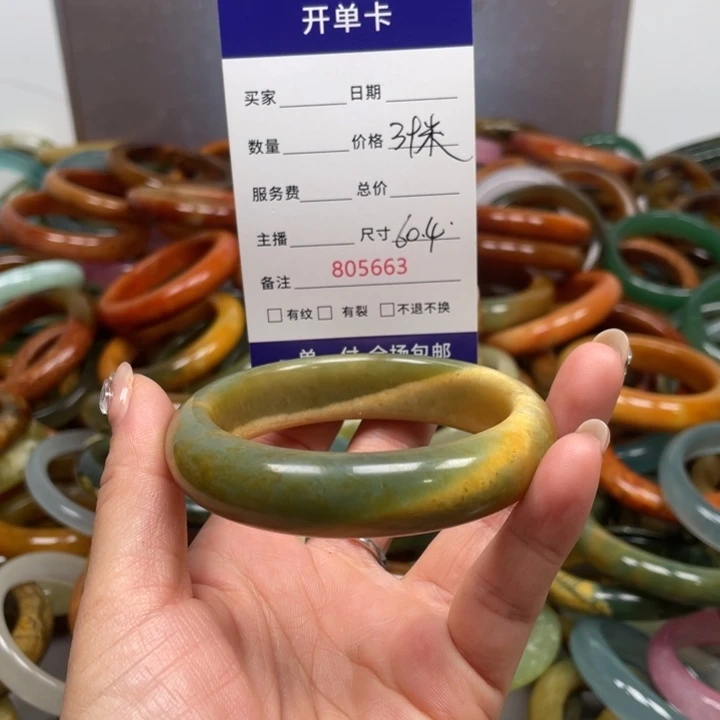 开单卡
买家 日期
数量 价格
服务费 总价
主播 尺寸 60.4
805663
备注
有纹 有裂 不退不换
全场包邮